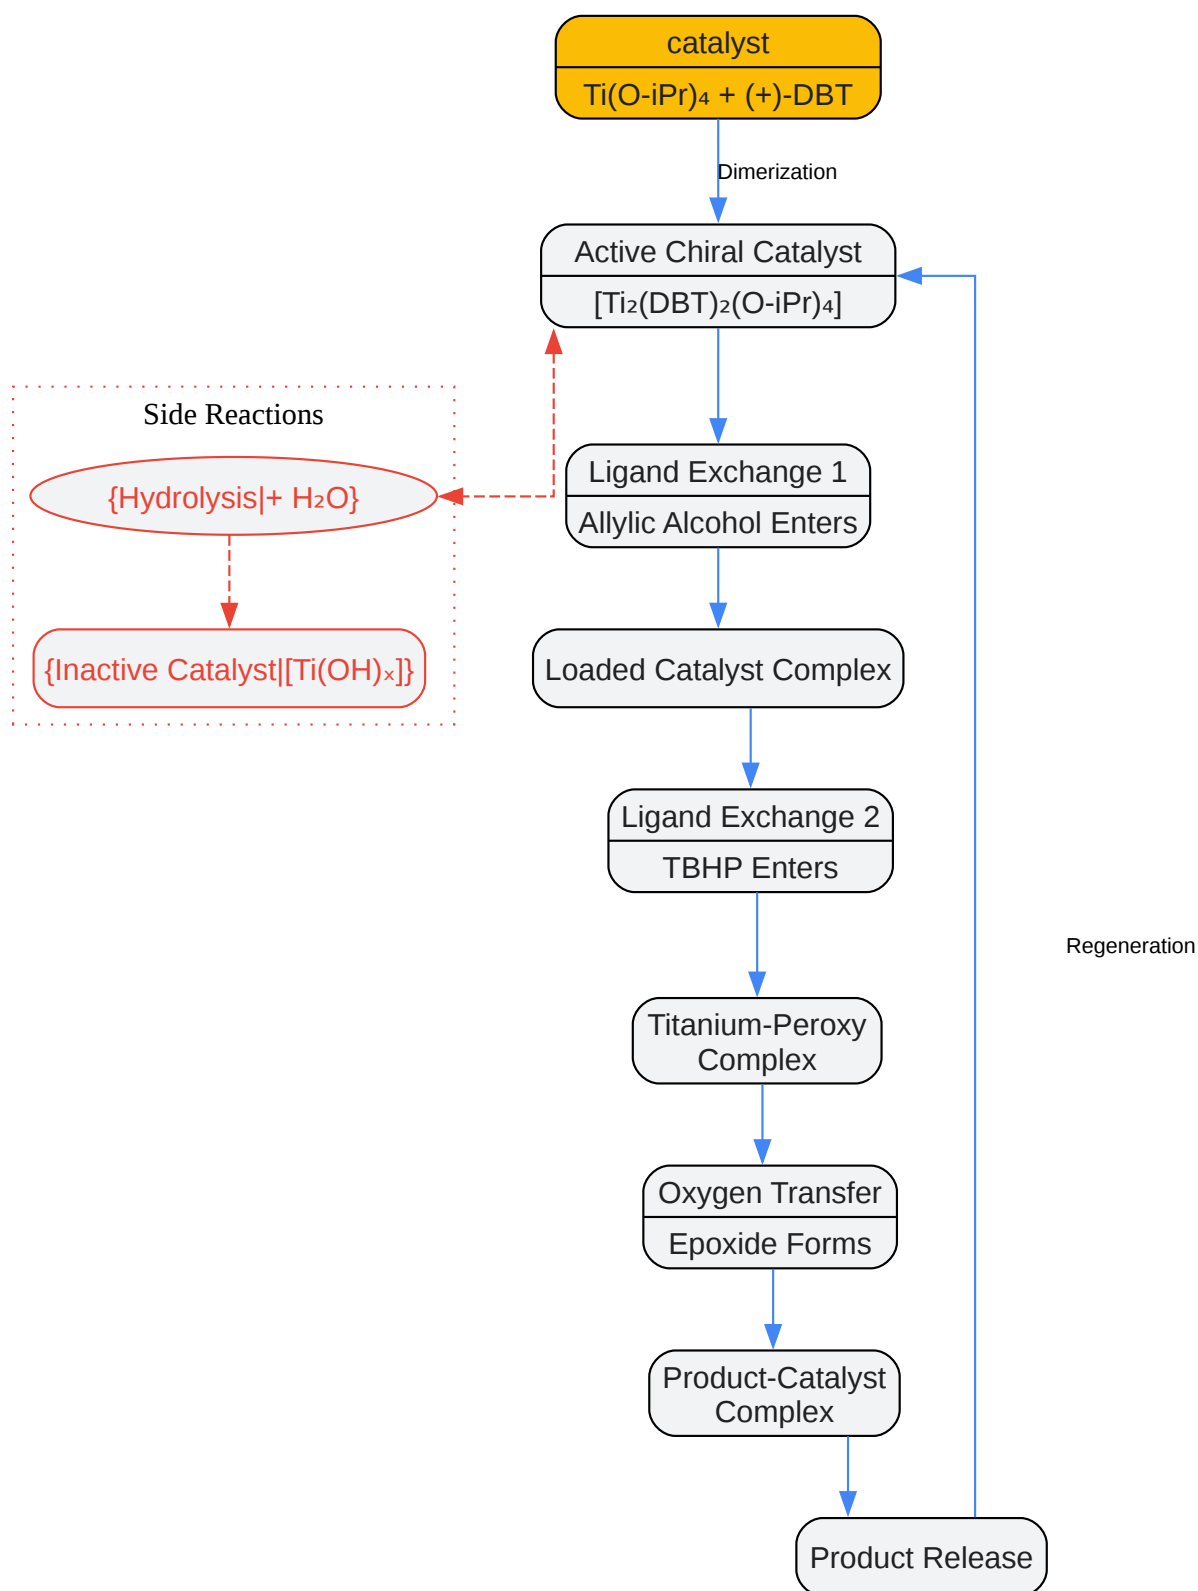 catalyst
Ti(O-iPr)₄ + (+)-DBT
Dimerization
Active Chiral Catalyst
[Ti₂(DBT)₂(O-iPr)₄]
Side Reactions
Ligand Exchange 1
{Hydrolysis|+ H₂O}
Allylic Alcohol Enters
{Inactive Catalyst|[Ti(OH)ₓ]}
Loaded Catalyst Complex
Ligand Exchange 2
TBHP Enters
Regeneration
Titanium-Peroxy
Complex
Oxygen Transfer
Epoxide Forms
Product-Catalyst
Complex
Product Release